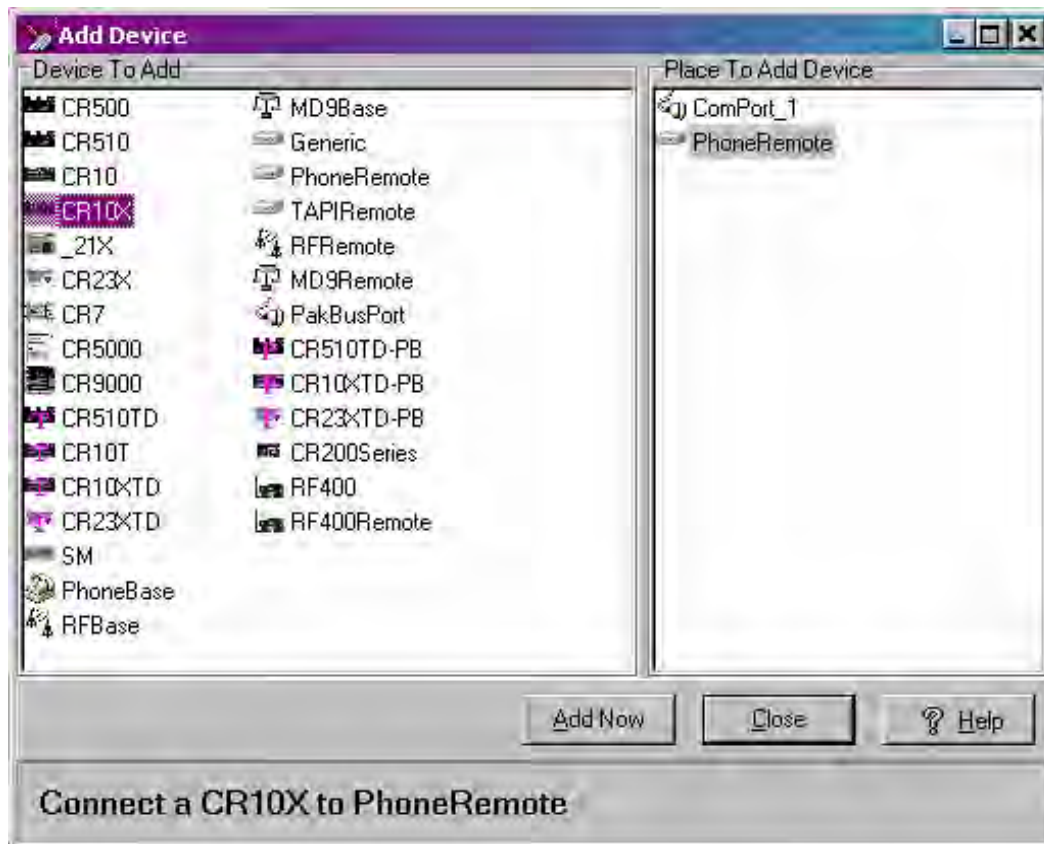 Add Device
Device To Add
CR500
CR510
CR10
CR10X
_21X
CR23X
CR7
CR5000
CR9000
CR510TD
CR10T
CR10XTD
CR23XTD
SM
PhoneBase
RFBase
MD9Base
Generic
PhoneRemote
TAPIRemote
RFRemote
MD9Remote
PakBusPort
CR510TD-PB
CR10XTD-PB
CR23XTD-PB
CR200Series
RF400
RF400Remote
Place To Add Device
ComPort_1
PhoneRemote
Add Now
Close
? Help
Connect a CR10X to PhoneRemote